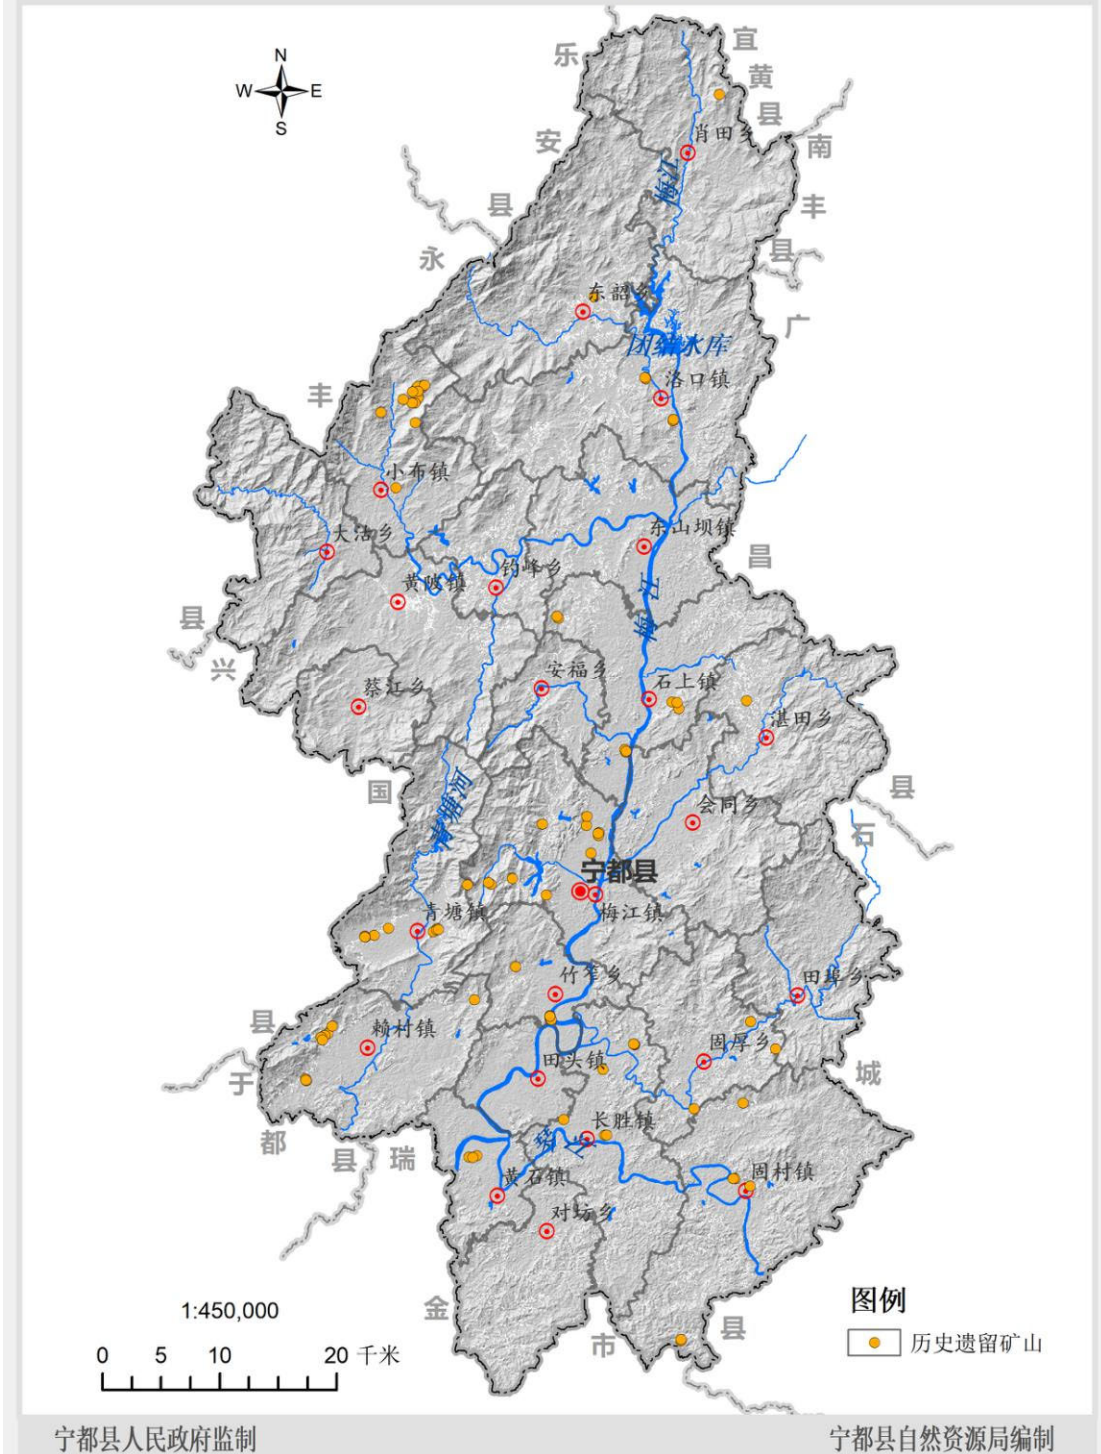 N
W E
S
乐
安
县
宜
黄
县
南
丰
县
广
昌
县
永
丰
县
兴
国
县
于
都
县
瑞
金
市
石
城
县
肖田乡
梅江
东韶乡
团结水库
洛口镇
小布镇
大沽乡
东山坝镇
黄陂镇
钓峰乡
梅江
安福乡
石上镇
蔡江乡
湛田乡
青塘河
会同乡
宁都县
青塘镇
梅江镇
竹笮乡
田埠乡
赖村镇
固厚乡
田头镇
长胜镇
琴江
黄石镇
固村镇
对坊乡
1:450,000
0 5 10 20 千米
图例
历史遗留矿山
宁都县人民政府监制
宁都县自然资源局编制